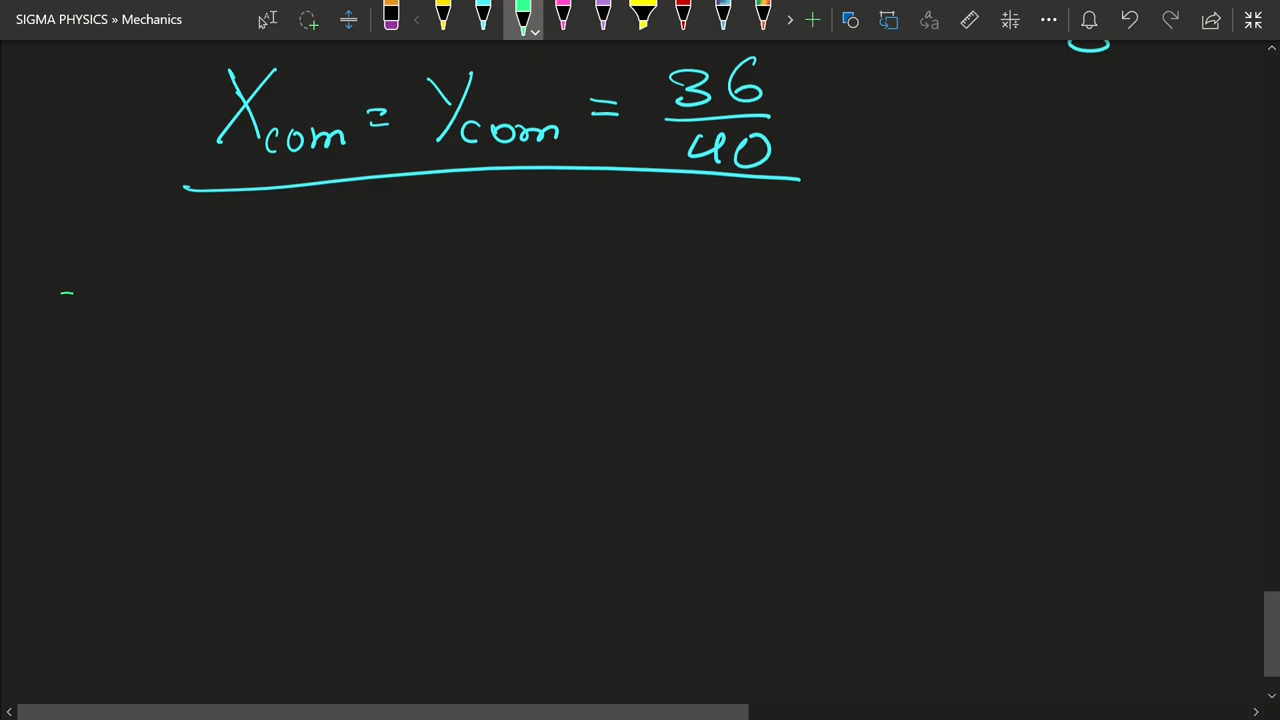 SIGMA PHYSICS » Mechanics
Xcom = Ycom = 36/40